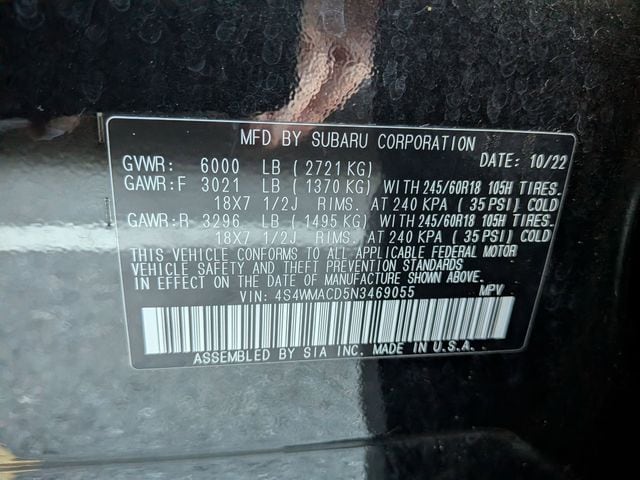 MFD BY SUBARU CORPORATION
GVWR: 6000 LB ( 2721 KG) DATE: 10/22
GAWR:F 3021 LB ( 1370 KG) WITH 245/60R18 105H TIRES.
18X7 1/2J RIMS. AT 240 KPA ( 35 PSI) COLD
GAWR:R 3296 LB ( 1495 KG) WITH 245/60R18 105H TIRES.
18X7 1/2J RIMS. AT 240 KPA ( 35 PSI) COLD
THIS VEHICLE CONFORMS TO ALL APPLICABLE FEDERAL MOTOR
VEHICLE SAFETY AND THEFT PREVENTION STANDARDS
IN EFFECT ON THE DATE OF MANUFACTURE SHOWN ABOVE.
VIN: 4S4WMACD5N3469055 MPV
ASSEMBLED BY SIA INC. MADE IN U.S.A.